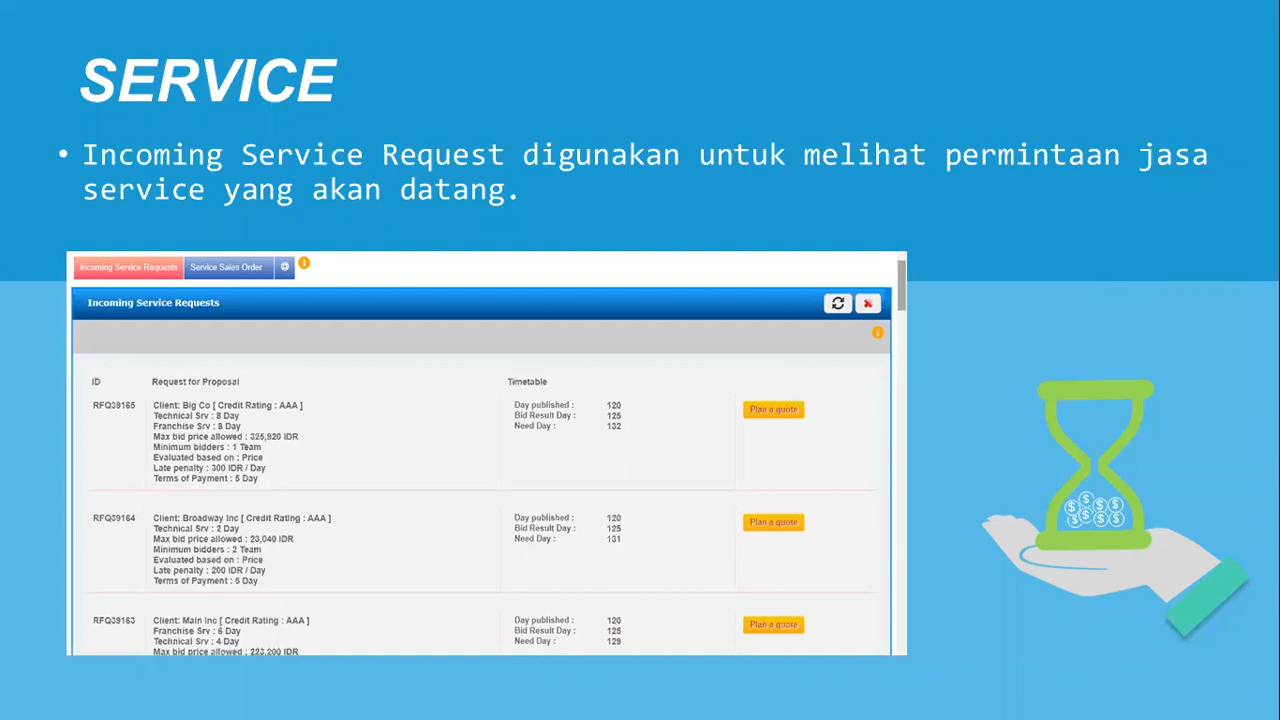 SERVICE
• Incoming Service Request digunakan untuk melihat permintaan jasa
service yang akan datang.
Incoming Service Requests Service Sales Order
Incoming Service Requests
ID Request for Proposal Timetable
RFQ39165 Client: Big Co [ Credit Rating : AAA ] Day published : 120 Plan a quote
Technical Srv : 8 Day Bid Result Day : 125
Franchise Srv : 8 Day Need Day : 132
Max bid price allowed : 325,920 IDR
Minimum bidders : 1 Team
Evaluated based on : Price
Late penalty : 300 IDR / Day
Terms of Payment : 5 Day
RFQ39164 Client: Broadway Inc [ Credit Rating : AAA ] Day published : 120 Plan a quote
Technical Srv : 2 Day Bid Result Day : 125
Max bid price allowed : 23,040 IDR Need Day : 131
Minimum bidders : 2 Team
Evaluated based on : Price
Late penalty : 200 IDR / Day
Terms of Payment : 5 Day
RFQ39163 Client: Main Inc [ Credit Rating : AAA ] Day published : 120 Plan a quote
Franchise Srv : 6 Day Bid Result Day : 125
Technical Srv : 4 Day Need Day : 129
Max bid price allowed : 223,200 IDR